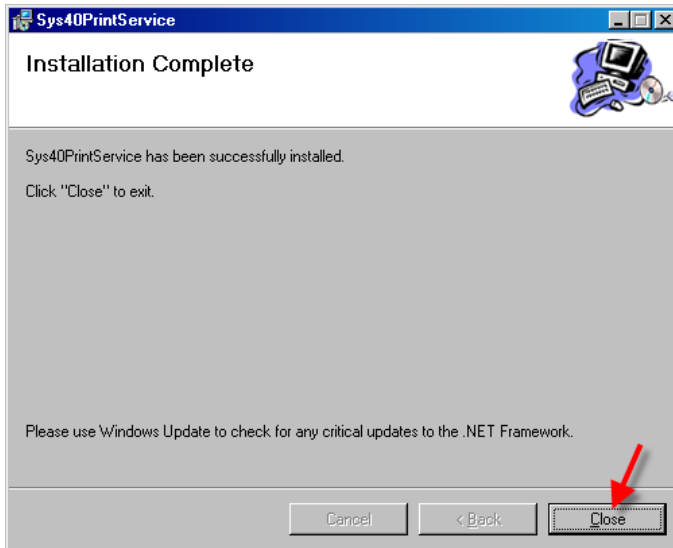 Sys40PrintService
Installation Complete
Sys40PrintService has been successfully installed.
Click "Close" to exit.
Please use Windows Update to check for any critical updates to the .NET Framework.
Cancel
< Back
Close